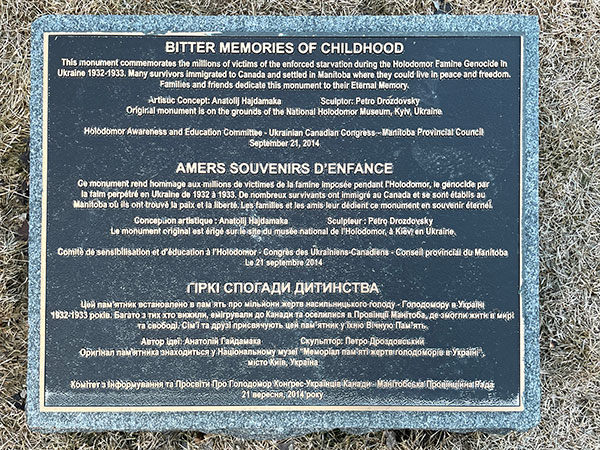 BITTER MEMORIES OF CHILDHOOD
This monument commemorates the millions of victims of the enforced starvation during the Holodomor Famine Genocide in
Ukraine 1932-1933. Many survivors immigrated to Canada and settled in Manitoba where they could live in peace and freedom.
Families and friends dedicate this monument to their Eternal Memory.
Artistic Concept: Anatolij Hajdamaka Sculptor: Petro Drozdovsky
Original monument is on the grounds of the National Holodomor Museum, Kyiv, Ukraine
Holodomor Awareness and Education Committee - Ukrainian Canadian Congress - Manitoba Provincial Council
September 21, 2014
AMERS SOUVENIRS D'ENFANCE
Ce monument rend hommage aux millions de victimes de la famine imposée pendant l'Holodomor, le génocide par
la faim perpétré en Ukraine de 1932 à 1933. De nombreux survivants ont immigré au Canada et se sont établis au
Manitoba où ils ont trouvé la paix et la liberté. Les familles et les amis leur dédient ce monument en souvenir éternel.
Conception artistique : Anatolij Hajdamaka Sculpteur : Petro Drozdovsky
Le monument original est érigé sur le site du musée national de l'Holodomor, à Kiev, en Ukraine
Comité de sensibilisation et d'éducation à l'Holodomor - Congrès des Ukrainiens-Canadiens - Conseil provincial du Manitoba
Le 21 septembre 2014
ГІРКІ СПОГАДИ ДИТИНСТВА
Цей пам'ятник встановлено в пам'ять про мільйони жертв насильницького голоду - Голодомору в Україні
1932-1933 років. Багато з тих хто вижили, емігрували до Канади та оселилися в Провінції Манітоба, де змогли жити в мирі
та свободі. Сім'ї та друзі присвячують цей пам'ятник у їхню Вічну Пам'ять.
Автор ідеї: Анатолій Гайдамака Скульптор: Петро Дроздовський
Оригінал пам'ятника знаходиться у Національному музеї "Меморіал пам'яті жертв голодоморів в Україні",
місто Київ, Україна
Комітет з Інформування та Просвіти Про Голодомор Конґрес Українців Канади - Манітобська Провінційна Рада
21 вересня, 2014 року